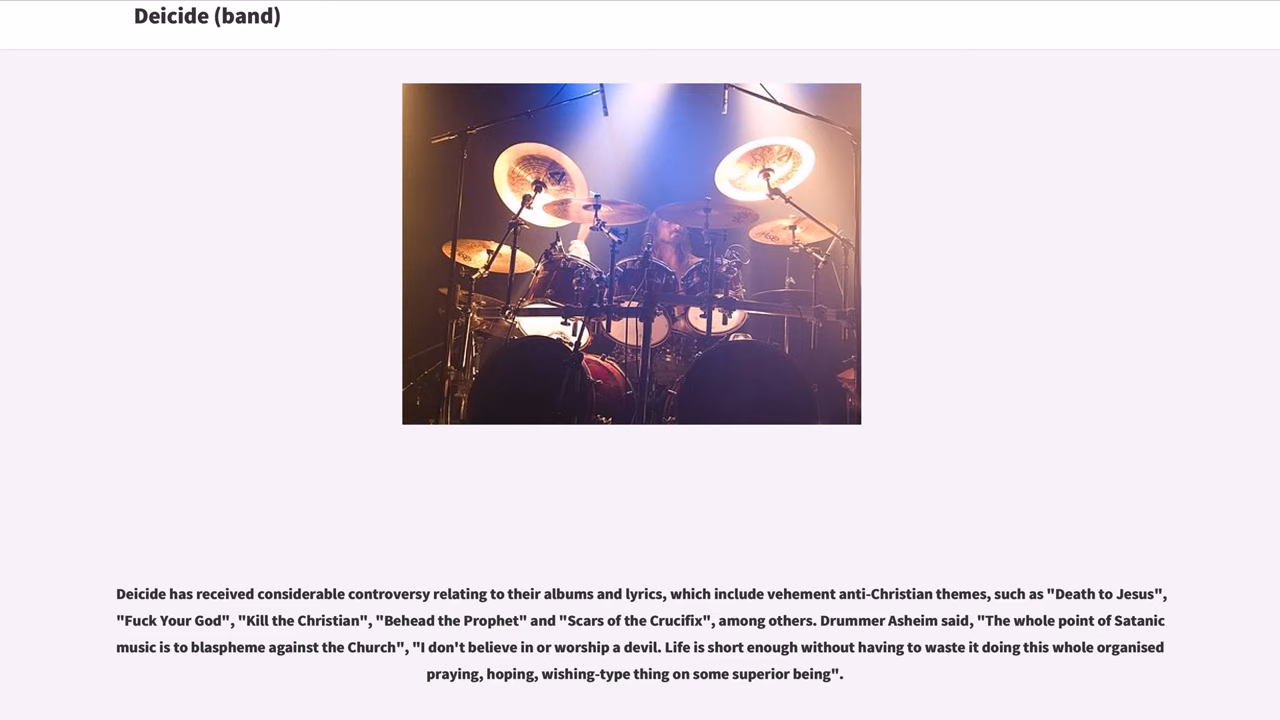 Deicide (band)
Deicide has received considerable controversy relating to their albums and lyrics, which include vehement anti-Christian themes, such as "Death to Jesus",
"Fuck Your God", "Kill the Christian", "Behead the Prophet" and "Scars of the Crucifix", among others. Drummer Asheim said, "The whole point of Satanic
music is to blaspheme against the Church", "I don't believe in or worship a devil. Life is short enough without having to waste it doing this whole organised
praying, hoping, wishing-type thing on some superior being".